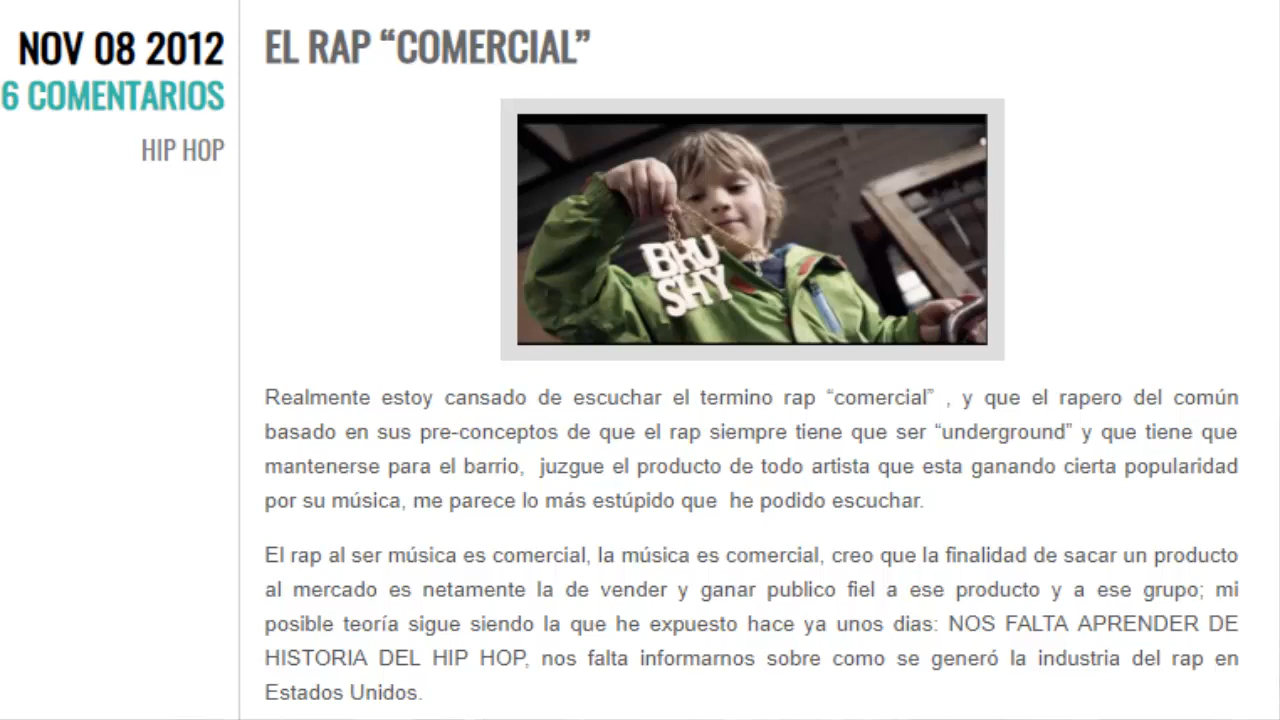 NOV 08 2012
6 COMENTARIOS
HIP HOP
EL RAP “COMERCIAL”
BRU
SHY
Realmente estoy cansado de escuchar el termino rap “comercial” , y que el rapero del común
basado en sus pre-conceptos de que el rap siempre tiene que ser “underground” y que tiene que
mantenerse para el barrio, juzgue el producto de todo artista que esta ganando cierta popularidad
por su música, me parece lo más estúpido que he podido escuchar.
El rap al ser música es comercial, la música es comercial, creo que la finalidad de sacar un producto
al mercado es netamente la de vender y ganar publico fiel a ese producto y a ese grupo; mi
posible teoría sigue siendo la que he expuesto hace ya unos dias: NOS FALTA APRENDER DE
HISTORIA DEL HIP HOP, nos falta informarnos sobre como se generó la industria del rap en
Estados Unidos.